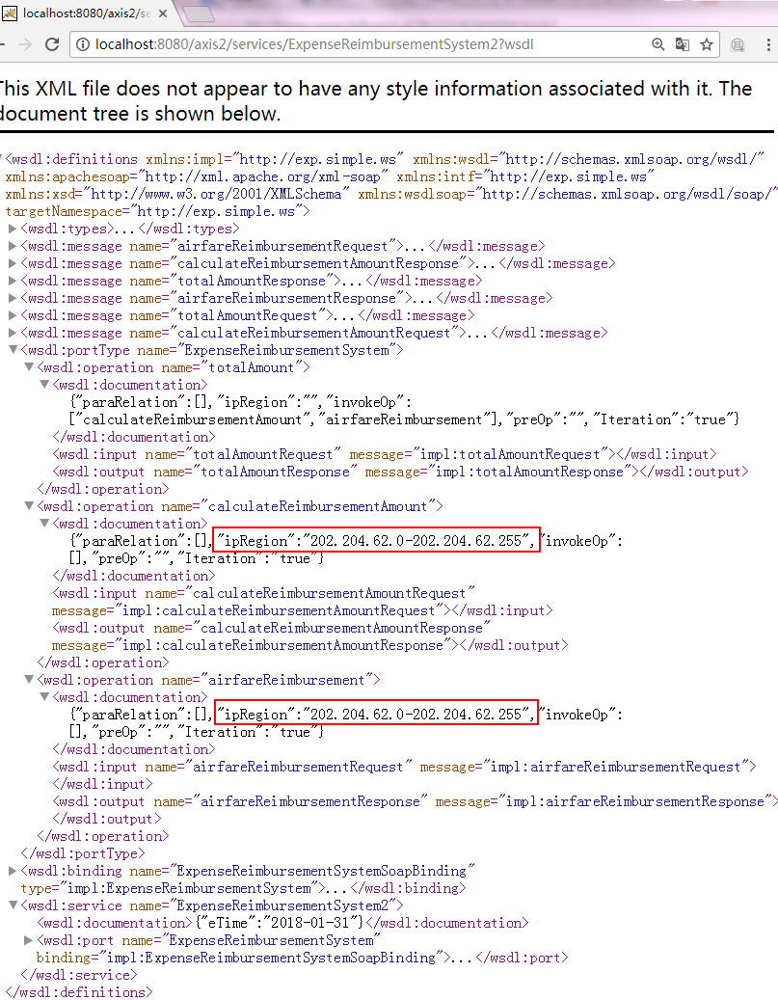 localhost:8080/axis2/se
localhost:8080/axis2/services/ExpenseReimbursementSystem2?wsdl
This XML file does not appear to have any style information associated with it. The
document tree is shown below.
<wsdl:definitions xmlns:impl="http://exp.simple.ws" xmlns:wsdl="http://schemas.xmlsoap.org/wsdl/"
xmlns:apachesoap="http://xml.apache.org/xml-soap" xmlns:intf="http://exp.simple.ws"
xmlns:xsd="http://www.w3.org/2001/XMLSchema" xmlns:wsdlsoap="http://schemas.xmlsoap.org/wsdl/soap/"
targetNamespace="http://exp.simple.ws">
<wsdl:types>...</wsdl:types>
<wsdl:message name="airfareReimbursementRequest">...</wsdl:message>
<wsdl:message name="calculateReimbursementAmountResponse">...</wsdl:message>
<wsdl:message name="totalAmountResponse">...</wsdl:message>
<wsdl:message name="airfareReimbursementResponse">...</wsdl:message>
<wsdl:message name="totalAmountRequest">...</wsdl:message>
<wsdl:message name="calculateReimbursementAmountRequest">...</wsdl:message>
<wsdl:portType name="ExpenseReimbursementSystem">
<wsdl:operation name="totalAmount">
<wsdl:documentation>
{"paraRelation":[],"ipRegion":"","invokeOp":
["calculateReimbursementAmount","airfareReimbursement"],"preOp":"","Iteration":"true"}
</wsdl:documentation>
<wsdl:input name="totalAmountRequest" message="impl:totalAmountRequest"></wsdl:input>
<wsdl:output name="totalAmountResponse" message="impl:totalAmountResponse"></wsdl:output>
</wsdl:operation>
<wsdl:operation name="calculateReimbursementAmount">
<wsdl:documentation>
{"paraRelation":[],"ipRegion":"202.204.62.0-202.204.62.255","invokeOp":
[],"preOp":"","Iteration":"true"}
</wsdl:documentation>
<wsdl:input name="calculateReimbursementAmountRequest"
message="impl:calculateReimbursementAmountRequest"></wsdl:input>
<wsdl:output name="calculateReimbursementAmountResponse"
message="impl:calculateReimbursementAmountResponse"></wsdl:output>
</wsdl:operation>
<wsdl:operation name="airfareReimbursement">
<wsdl:documentation>
{"paraRelation":[],"ipRegion":"202.204.62.0-202.204.62.255","invokeOp":
[],"preOp":"","Iteration":"true"}
</wsdl:documentation>
<wsdl:input name="airfareReimbursementRequest" message="impl:airfareReimbursementRequest">
</wsdl:input>
<wsdl:output name="airfareReimbursementResponse" message="impl:airfareReimbursementResponse">
</wsdl:output>
</wsdl:operation>
</wsdl:portType>
<wsdl:binding name="ExpenseReimbursementSystemSoapBinding"
type="impl:ExpenseReimbursementSystem">...</wsdl:binding>
<wsdl:service name="ExpenseReimbursementSystem2">
<wsdl:documentation>{"eTime":"2018-01-31"}</wsdl:documentation>
<wsdl:port name="ExpenseReimbursementSystem"
binding="impl:ExpenseReimbursementSystemSoapBinding">...</wsdl:port>
</wsdl:service>
</wsdl:definitions>